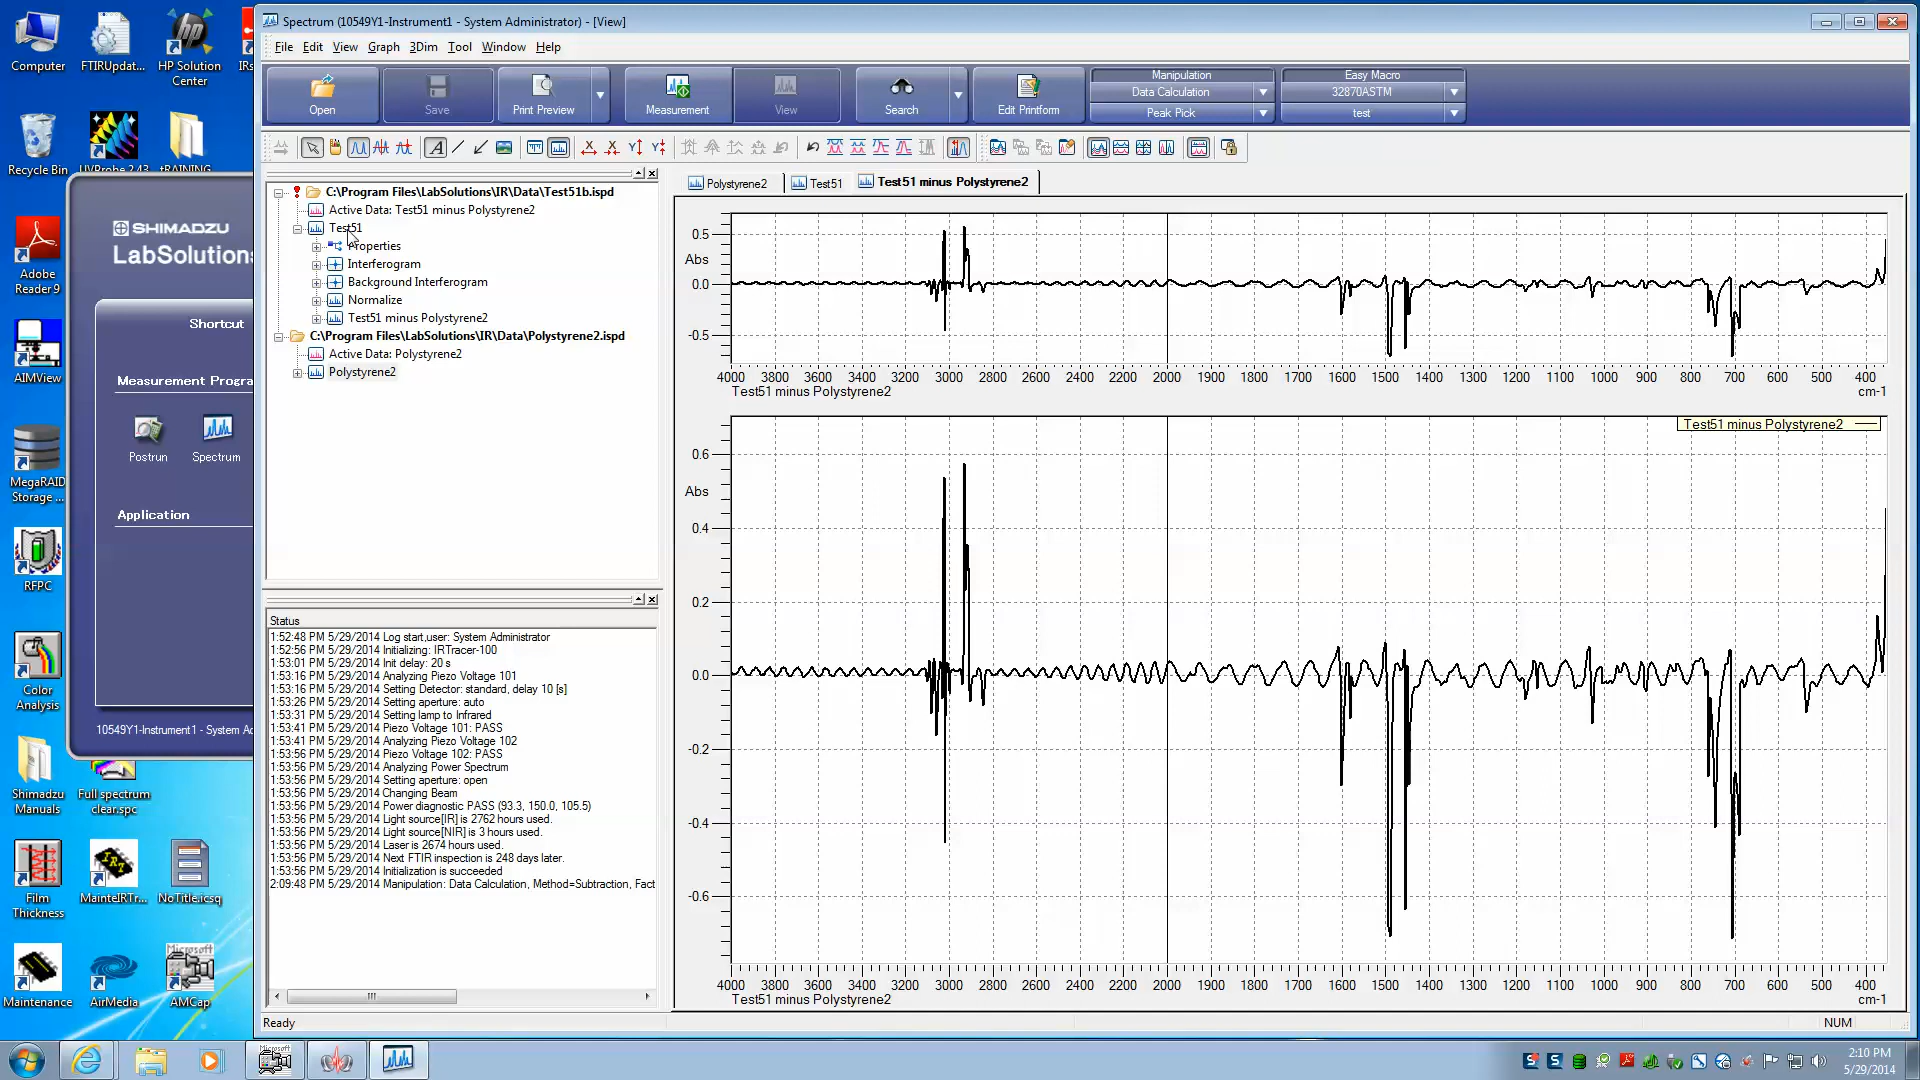 Computer
FTIRUpdat...
HP Solution
Center
Recycle Bin
UVProbe 2.43
tRAINING
Adobe
Reader 9
AIMView
MegaRAID
Storage ...
RFPC
Color
Analysis
Shimadzu
Manuals
Full spectrum
clear.spc
Film
Thickness
MainteIRTr...
NoTitle.icsq
Maintenance
AirMedia
Microsoft
AMCap
SHIMADZU
LabSolutions
Shortcut
Measurement Progra
Postrun
Spectrum
Application
10549Y1-Instrument1 - System Ac
Spectrum (10549Y1-Instrument1 - System Administrator) - [View]
File Edit View Graph 3Dim Tool Window Help
Open
Save
Print Preview
Measurement
View
Search
Edit Printform
Manipulation
Data Calculation
Peak Pick
Easy Macro
32870ASTM
test
C:\Program Files\LabSolutions\IR\Data\Test51b.ispd
Active Data: Test51 minus Polystyrene2
Test51
Properties
Interferogram
Background Interferogram
Normalize
Test51 minus Polystyrene2
C:\Program Files\LabSolutions\IR\Data\Polystyrene2.ispd
Active Data: Polystyrene2
Polystyrene2
Status
1:52:48 PM 5/29/2014 Log start,user: System Administrator
1:52:56 PM 5/29/2014 Initializing: IRTracer-100
1:53:01 PM 5/29/2014 Init delay: 20 s
1:53:16 PM 5/29/2014 Analyzing Piezo Voltage 101
1:53:16 PM 5/29/2014 Setting Detector: standard, delay 10 [s]
1:53:26 PM 5/29/2014 Setting aperture: auto
1:53:31 PM 5/29/2014 Setting lamp to Infrared
1:53:41 PM 5/29/2014 Piezo Voltage 101: PASS
1:53:41 PM 5/29/2014 Analyzing Piezo Voltage 102
1:53:56 PM 5/29/2014 Piezo Voltage 102: PASS
1:53:56 PM 5/29/2014 Analyzing Power Spectrum
1:53:56 PM 5/29/2014 Setting aperture: open
1:53:56 PM 5/29/2014 Changing Beam
1:53:56 PM 5/29/2014 Power diagnostic PASS (93.3, 150.0, 105.5)
1:53:56 PM 5/29/2014 Light source[IR] is 2762 hours used.
1:53:56 PM 5/29/2014 Light source[NIR] is 3 hours used.
1:53:56 PM 5/29/2014 Laser is 2674 hours used.
1:53:56 PM 5/29/2014 Next FTIR inspection is 248 days later.
1:53:56 PM 5/29/2014 Initialization is succeeded
2:09:48 PM 5/29/2014 Manipulation: Data Calculation, Method=Subtraction, Fact
Polystyrene2
Test51
Test51 minus Polystyrene2
0.5
Abs
0.0
-0.5
4000 3800 3600 3400 3200 3000 2800 2600 2400 2200 2000 1900 1800 1700 1600 1500 1400 1300 1200 1100 1000 900 800 700 600 500 400
Test51 minus Polystyrene2
cm-1
Test51 minus Polystyrene2
0.6
Abs
0.4
0.2
0.0
-0.2
-0.4
-0.6
4000 3800 3600 3400 3200 3000 2800 2600 2400 2200 2000 1900 1800 1700 1600 1500 1400 1300 1200 1100 1000 900 800 700 600 500 400
Test51 minus Polystyrene2
cm-1
Ready
NUM
Microsoft
2:10 PM
5/29/2014